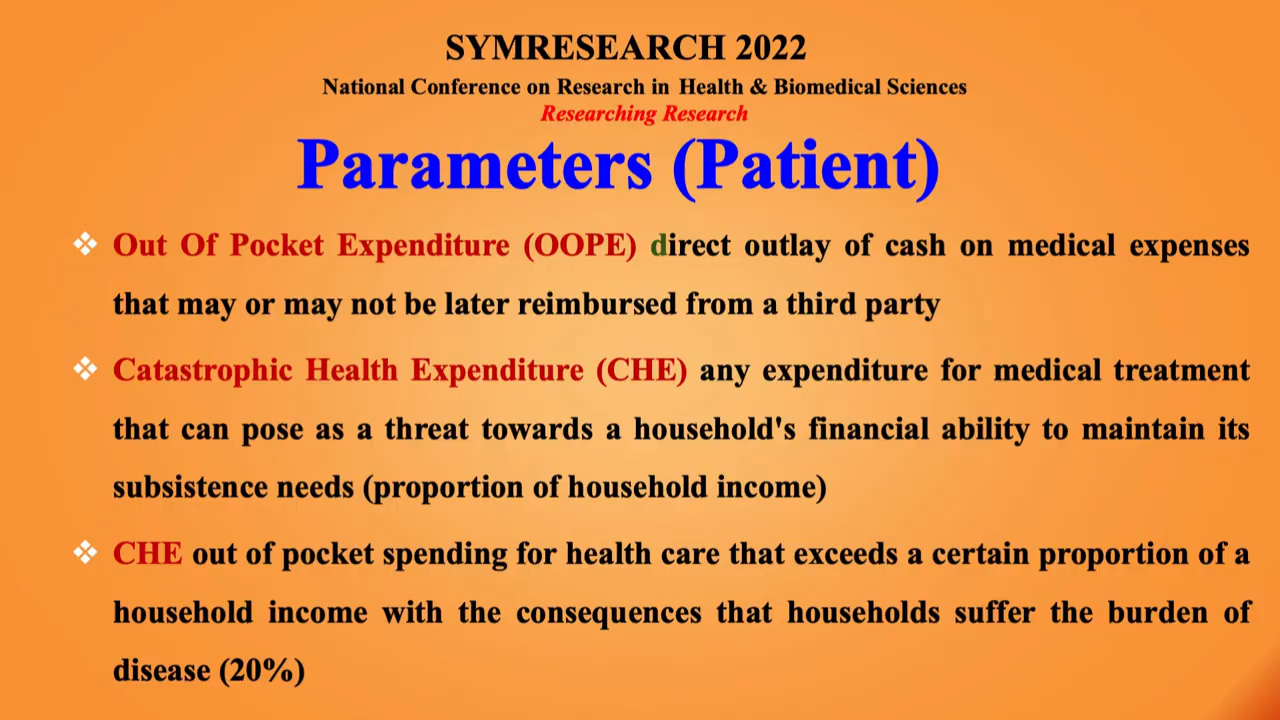 SYMRESEARCH 2022
National Conference on Research in Health & Biomedical Sciences
Researching Research
Parameters (Patient)
❖ Out Of Pocket Expenditure (OOPE) direct outlay of cash on medical expenses
that may or may not be later reimbursed from a third party
❖ Catastrophic Health Expenditure (CHE) any expenditure for medical treatment
that can pose as a threat towards a household's financial ability to maintain its
subsistence needs (proportion of household income)
❖ CHE out of pocket spending for health care that exceeds a certain proportion of a
household income with the consequences that households suffer the burden of
disease (20%)